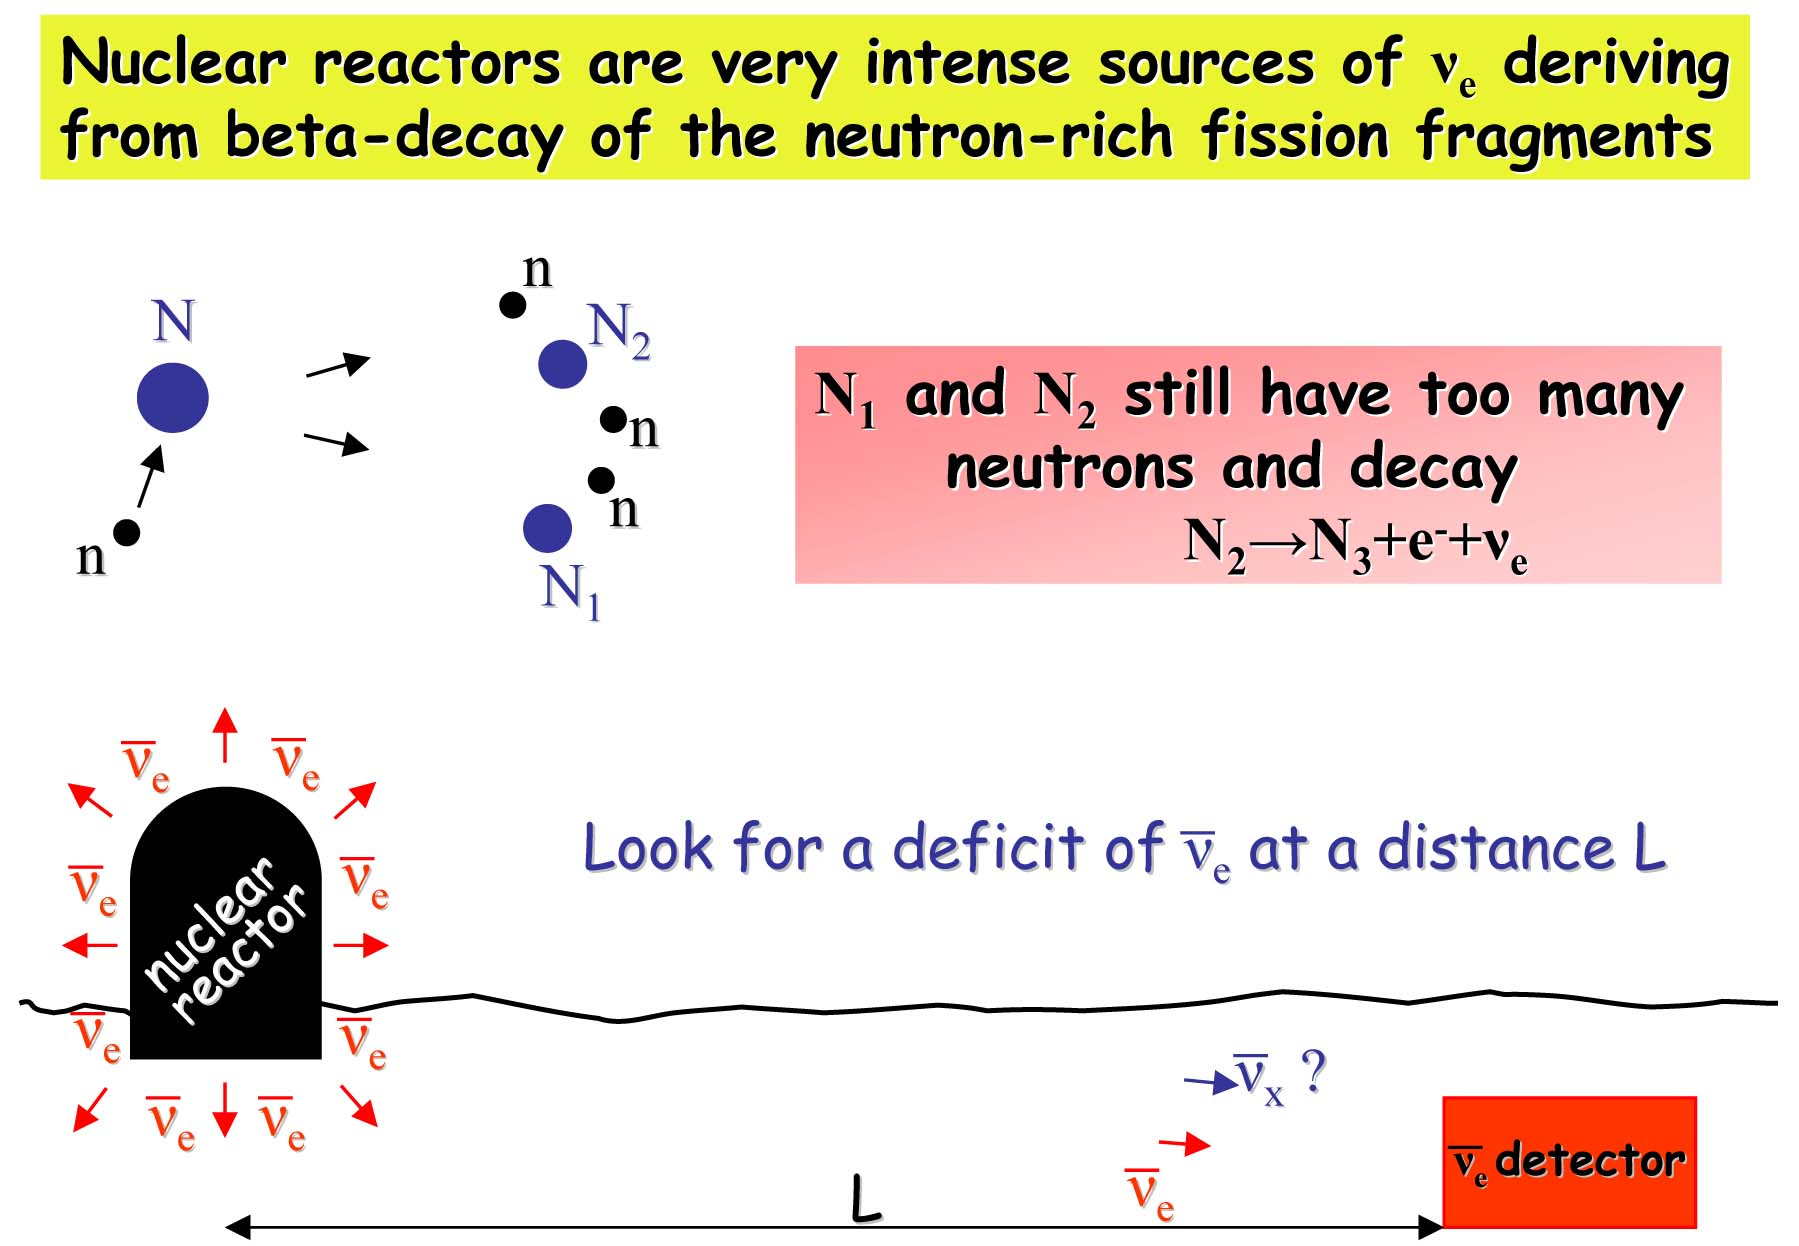 Nuclear reactors are very intense sources of νₑ deriving
from beta-decay of the neutron-rich fission fragments
n
N
N₂
n
n
n
N₁
N₁ and N₂ still have too many
neutrons and decay
N₂→N₃+e⁻+νₑ
ν̅ₑ
ν̅ₑ
ν̅ₑ
ν̅ₑ
nuclear
reactor
ν̅ₑ
ν̅ₑ
ν̅ₑ
ν̅ₑ
Look for a deficit of ν̅ₑ at a distance L
ν̅ₓ ?
ν̅ₑ
L
ν̅ₑ detector